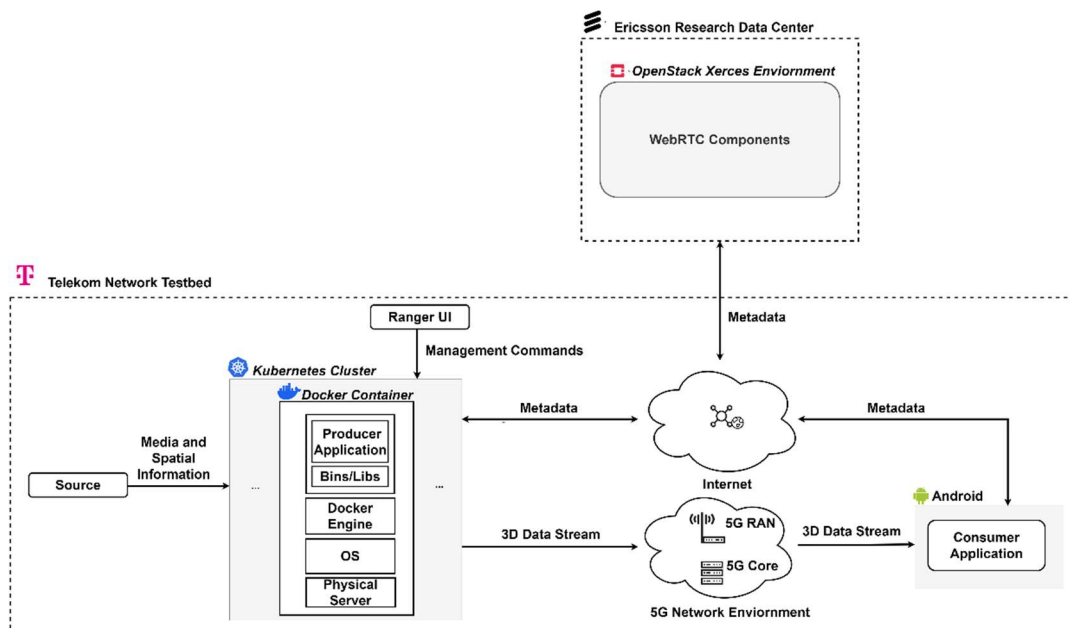 Ericsson Research Data Center
OpenStack Xerces Enviornment
WebRTC Components
Telekom Network Testbed
Metadata
Ranger UI
Management Commands
Kubernetes Cluster
Docker Container
Metadata
Metadata
Producer
Application
Media and
Spatial
Information
Bins/Libs
Source
...
...
Internet
Android
Docker
Engine
5G RAN
3D Data Stream
3D Data Stream
Consumer
Application
OS
5G Core
Physical
Server
5G Network Enviornment